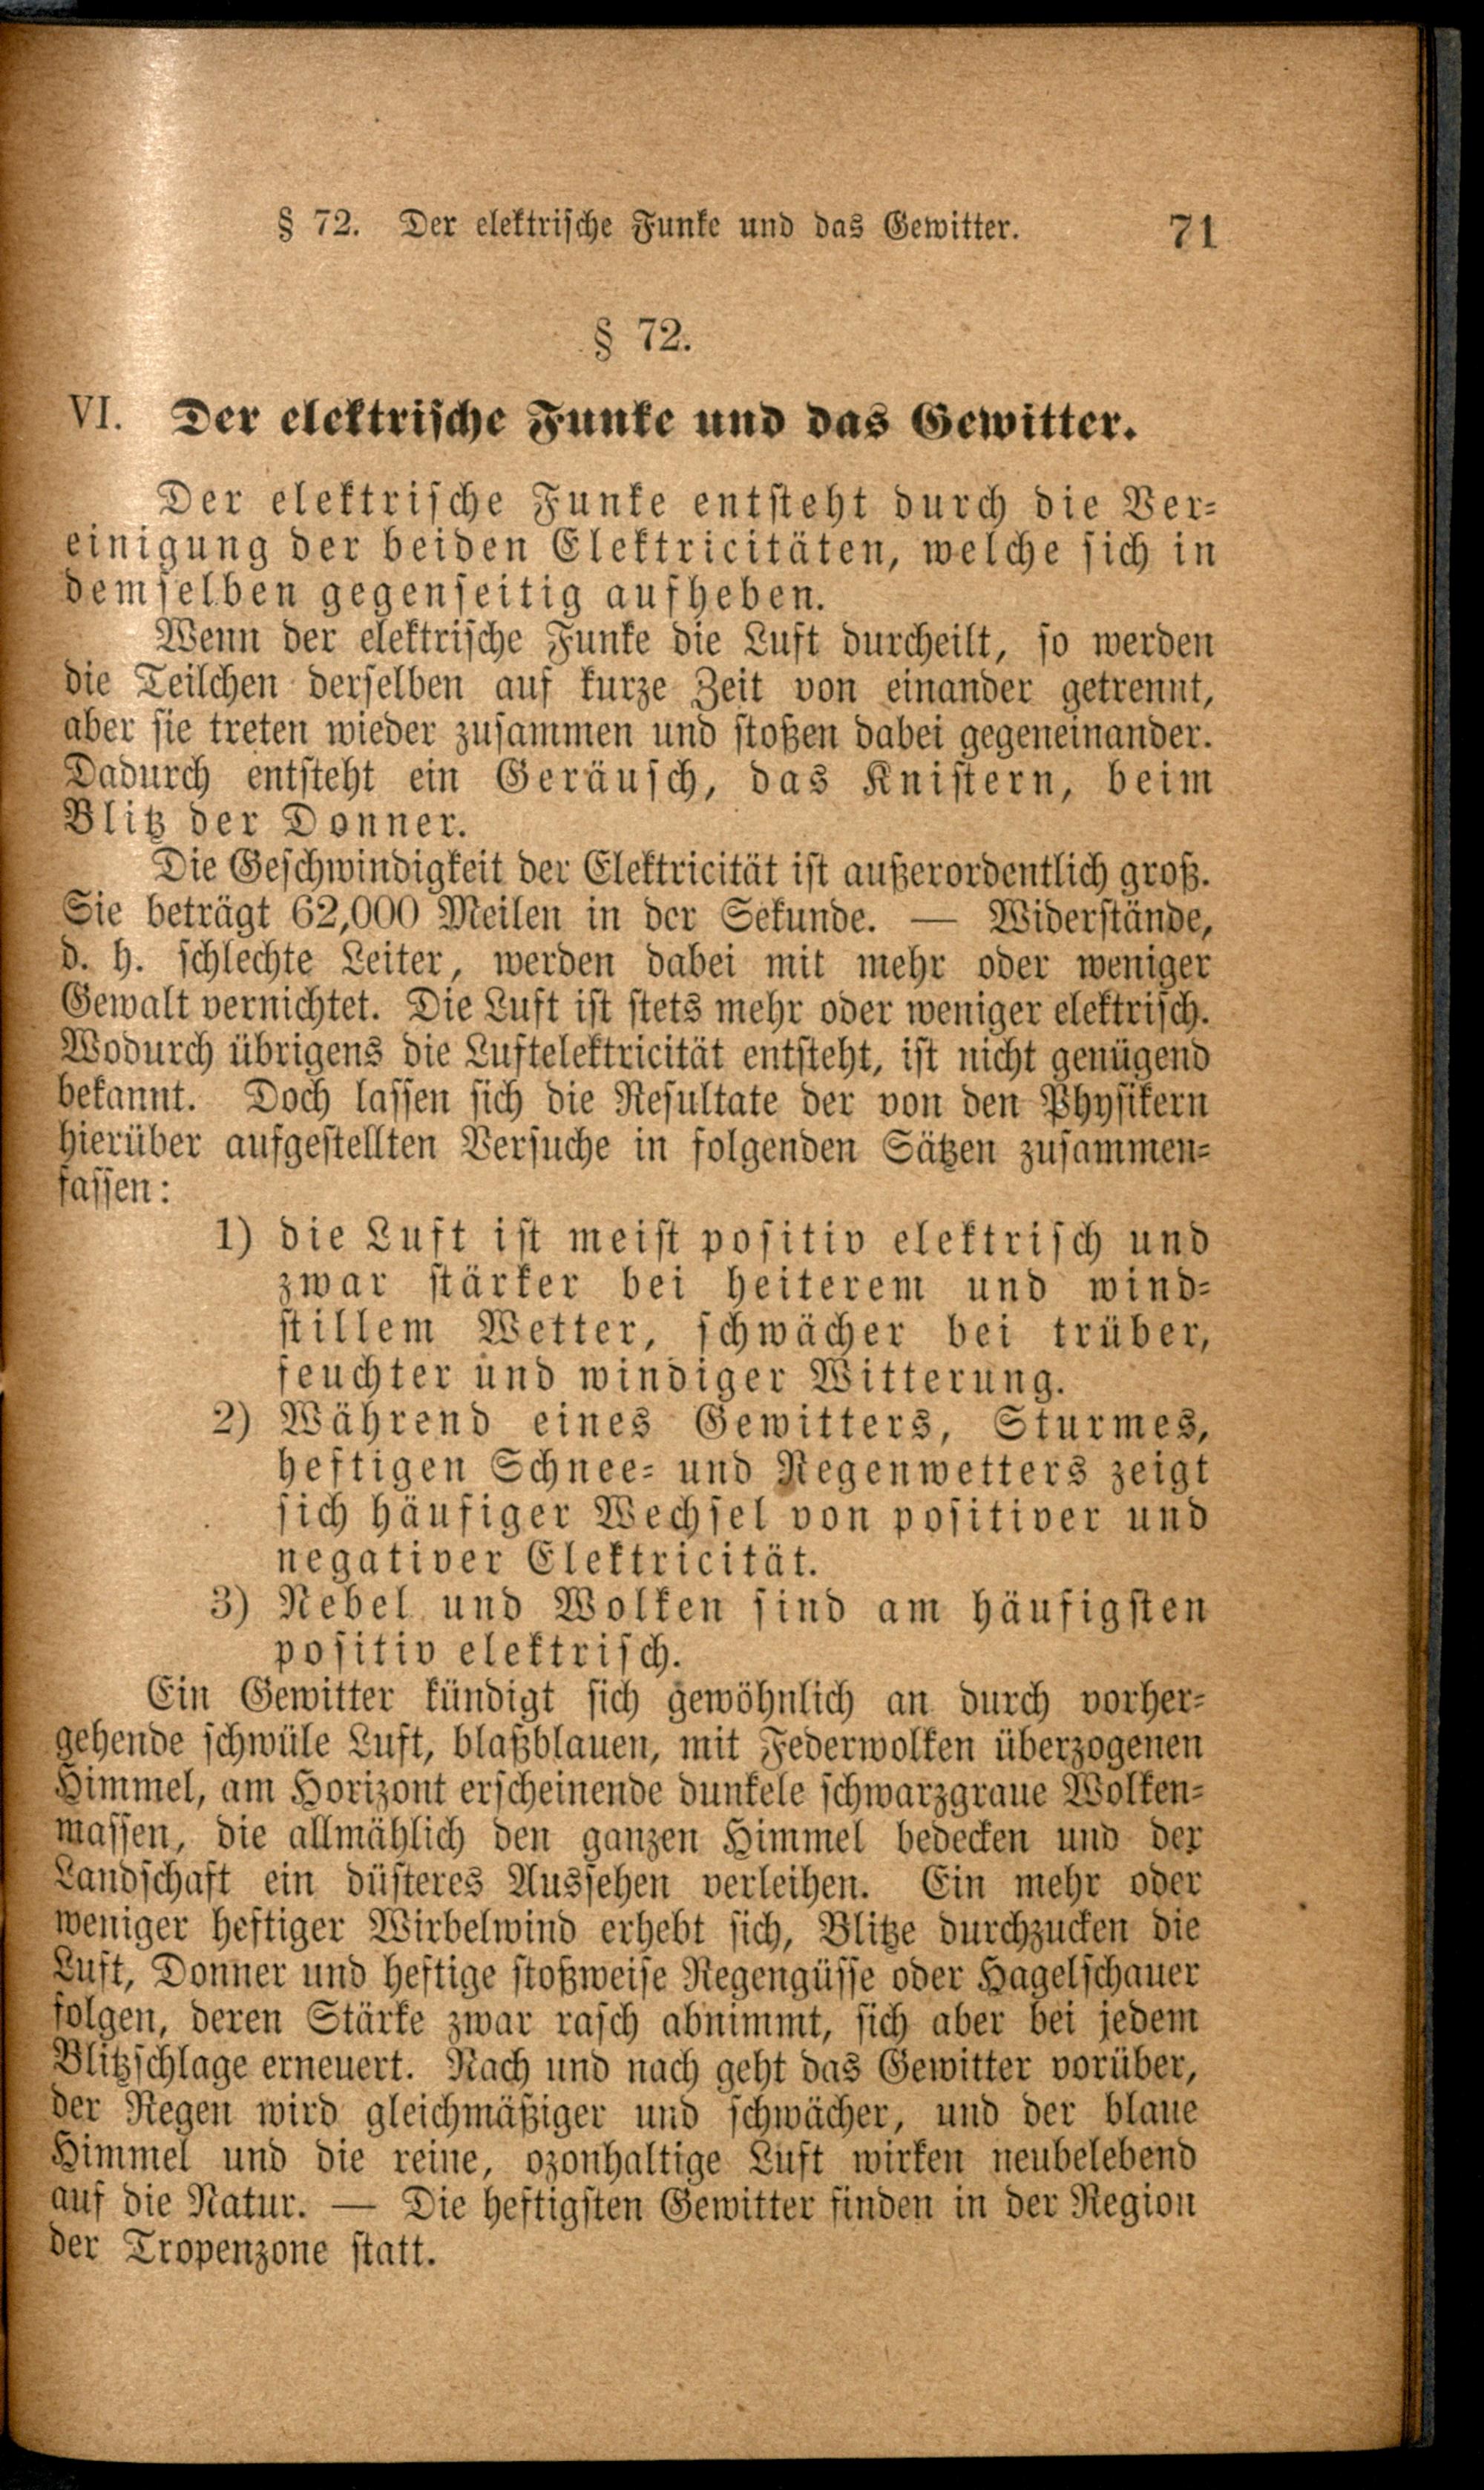 § 72. Der elektrische Funke und das Gewitter. 71
§ 72.
VI. Der elektrische Funke und das Gewitter.
Der elektrische Funke entsteht durch die Ver-
einigung der beiden Elektricitäten, welche sich in
demselben gegenseitig aufheben.
Wenn der elektrische Funke die Luft durcheilt, so werden
die Teilchen derselben auf kurze Zeit von einander getrennt,
aber sie treten wieder zusammen und stoßen dabei gegeneinander.
Dadurch entsteht ein Geräusch, das Knistern, beim
Blitz der Donner.
Die Geschwindigkeit der Elektricität ist außerordentlich groß.
Sie beträgt 62,000 Meilen in der Sekunde. — Widerstände,
d. h. schlechte Leiter, werden dabei mit mehr oder weniger
Gewalt vernichtet. Die Luft ist stets mehr oder weniger elektrisch.
Wodurch übrigens die Luftelektricität entsteht, ist nicht genügend
bekannt. Doch lassen sich die Resultate der von den Physikern
hierüber aufgestellten Versuche in folgenden Sätzen zusammen-
fassen:
1) die Luft ist meist positiv elektrisch und
zwar stärker bei heiterem und wind-
stillem Wetter, schwächer bei trüber,
feuchter und windiger Witterung.
2) Während eines Gewitters, Sturmes,
heftigen Schnee- und Regenwetters zeigt
sich häufiger Wechsel von positiver und
negativer Elektricität.
3) Nebel und Wolken sind am häufigsten
positiv elektrisch.
Ein Gewitter kündigt sich gewöhnlich an durch vorher-
gehende schwüle Luft, blaßblauen, mit Federwolken überzogenen
Himmel, am Horizont erscheinende dunkele schwarzgraue Wolken-
massen, die allmählich den ganzen Himmel bedecken und der
Landschaft ein düsteres Aussehen verleihen. Ein mehr oder
weniger heftiger Wirbelwind erhebt sich, Blitze durchzucken die
Luft, Donner und heftige stoßweise Regengüsse oder Hagelschauer
folgen, deren Stärke zwar rasch abnimmt, sich aber bei jedem
Blitzschlage erneuert. Nach und nach geht das Gewitter vorüber,
der Regen wird gleichmäßiger und schwächer, und der blaue
Himmel und die reine, ozonhaltige Luft wirken neubelebend
auf die Natur. — Die heftigsten Gewitter finden in der Region
der Tropenzone statt.